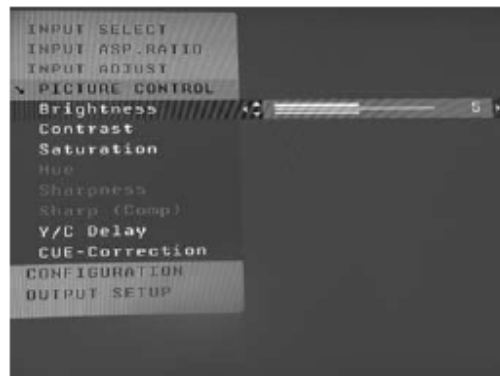 INPUT SELECT
INPUT ASP.RATIO
INPUT ADJUST
PICTURE CONTROL
Brightness 5
Contrast
Saturation
Hue
Sharpness
Sharp (Comp)
Y/C Delay
CUE-Correction
CONFIGURATION
OUTPUT SETUP